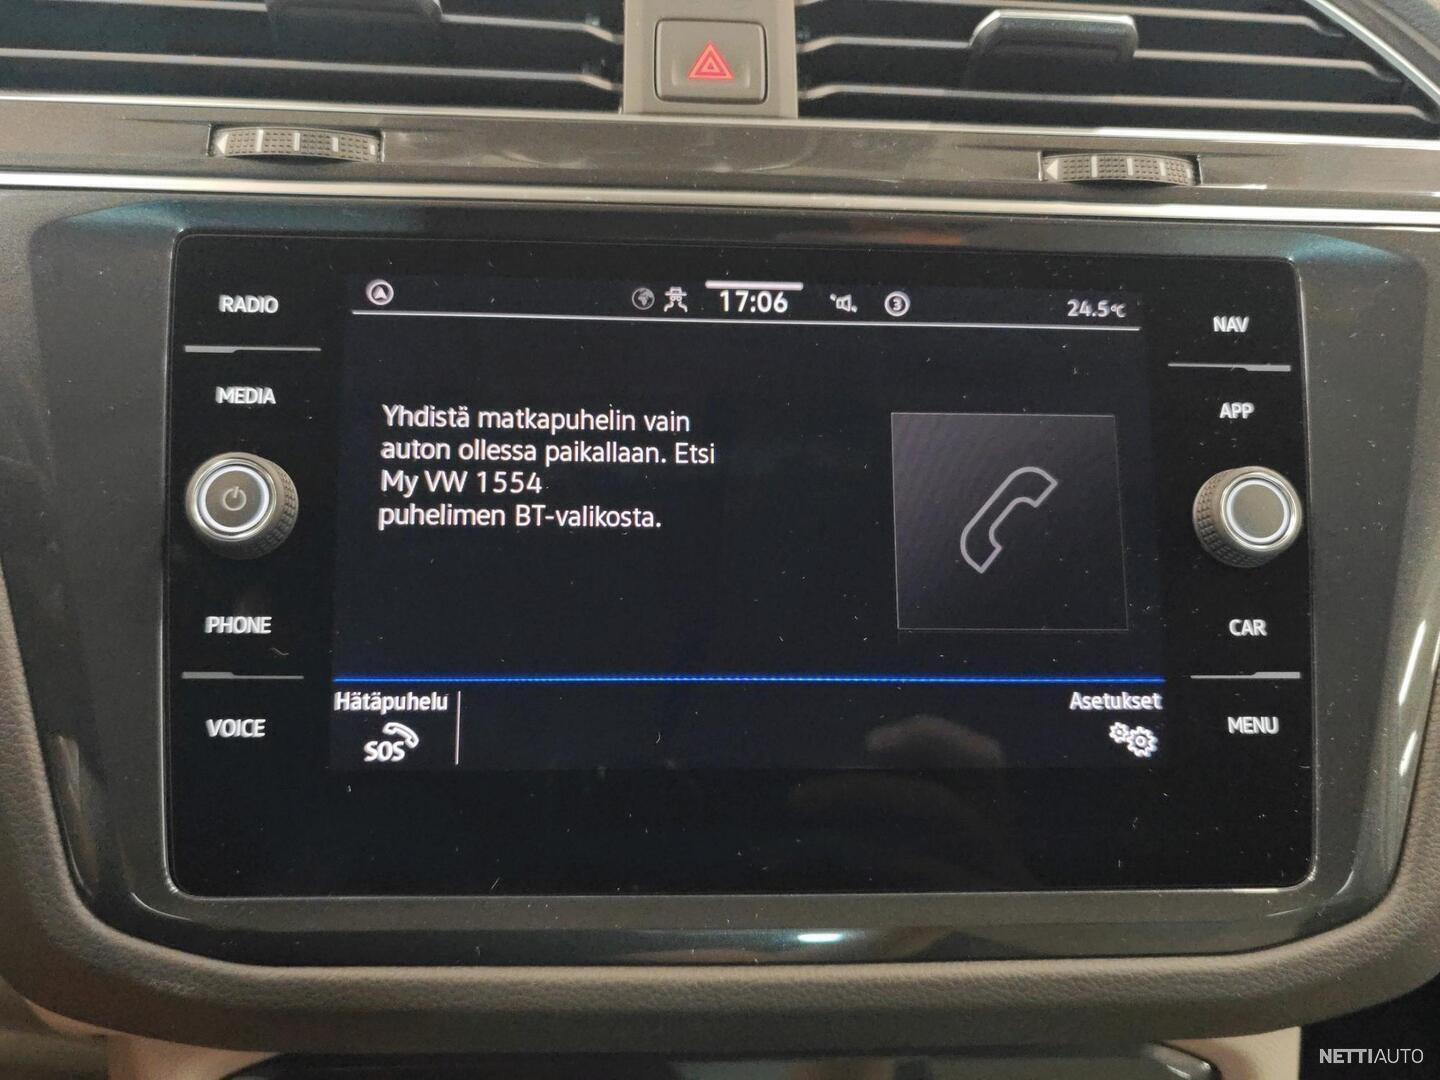 RADIO
MEDIA
PHONE
VOICE
17:06
3
24.5°C
Yhdistä matkapuhelin vain
auton ollessa paikallaan. Etsi
My VW 1554
puhelimen BT-valikosta.
Hätäpuhelu
SOS
Asetukset
NAV
APP
CAR
MENU
NETTIAUTO